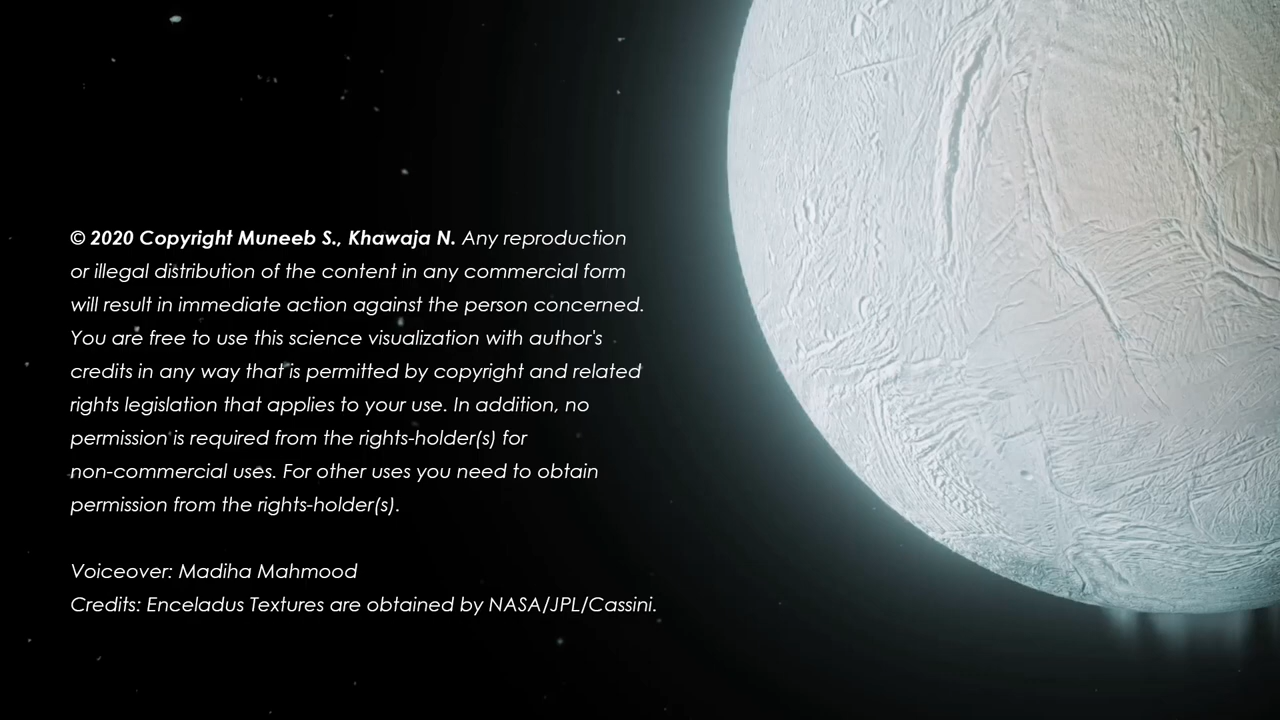 © 2020 Copyright Muneeb S., Khawaja N. Any reproduction
or illegal distribution of the content in any commercial form
will result in immediate action against the person concerned.
You are free to use this science visualization with author's
credits in any way that is permitted by copyright and related
rights legislation that applies to your use. In addition, no
permission is required from the rights-holder(s) for
non-commercial uses. For other uses you need to obtain
permission from the rights-holder(s).
Voiceover: Madiha Mahmood
Credits: Enceladus Textures are obtained by NASA/JPL/Cassini.